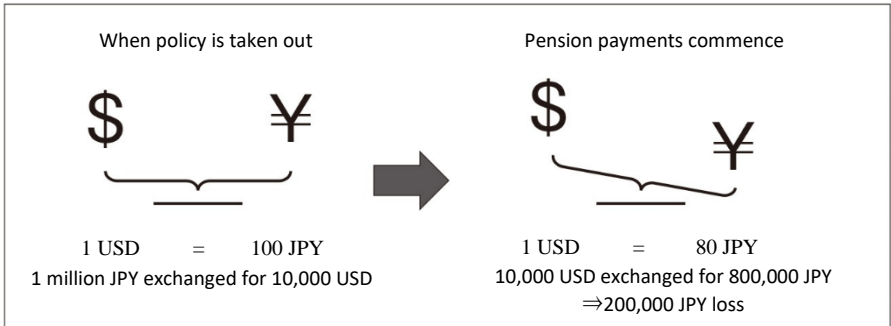 When policy is taken out
$ ¥
1 USD = 100 JPY
1 million JPY exchanged for 10,000 USD
Pension payments commence
$ ¥
1 USD = 80 JPY
10,000 USD exchanged for 800,000 JPY
⇒200,000 JPY loss